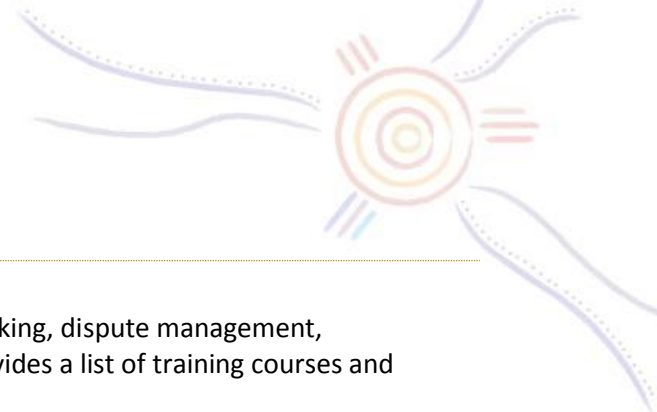 king, dispute management,
vides a list of training courses and